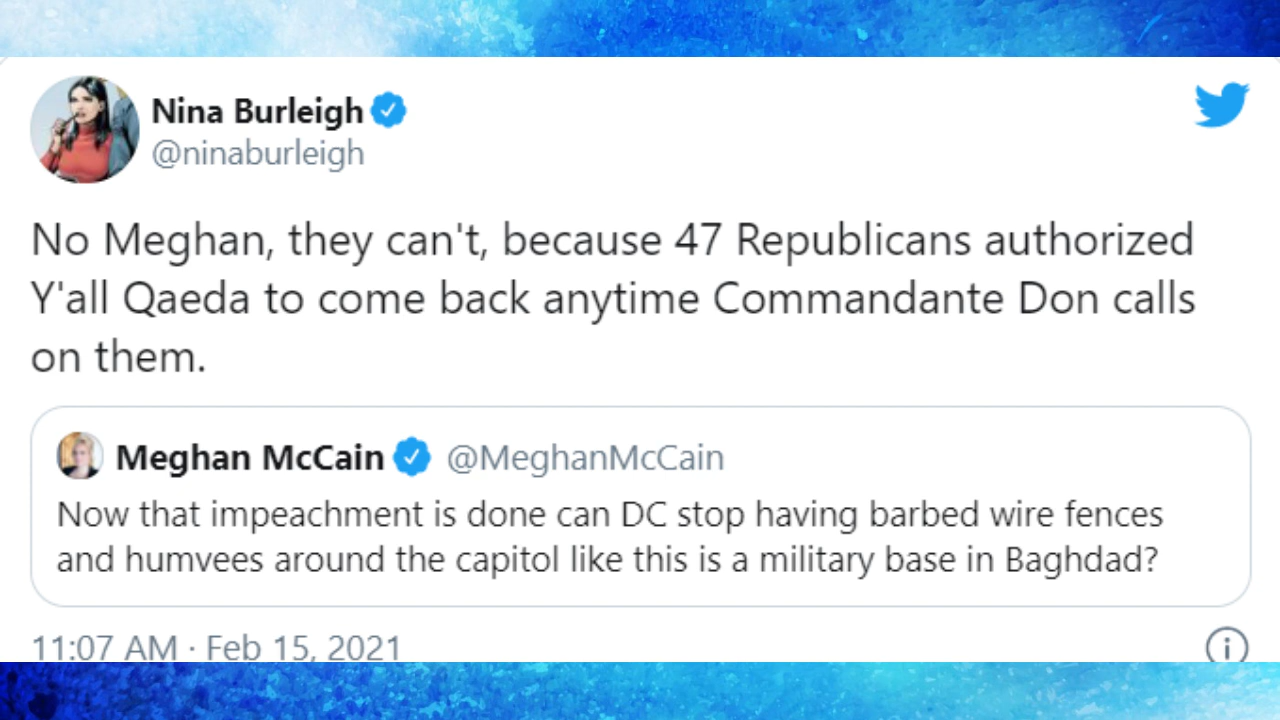 Nina Burleigh
@ninaburleigh
No Meghan, they can't, because 47 Republicans authorized
Y'all Qaeda to come back anytime Commandante Don calls
on them.
Meghan McCain @MeghanMcCain
Now that impeachment is done can DC stop having barbed wire fences
and humvees around the capitol like this is a military base in Baghdad?
11:07 AM · Feb 15, 2021